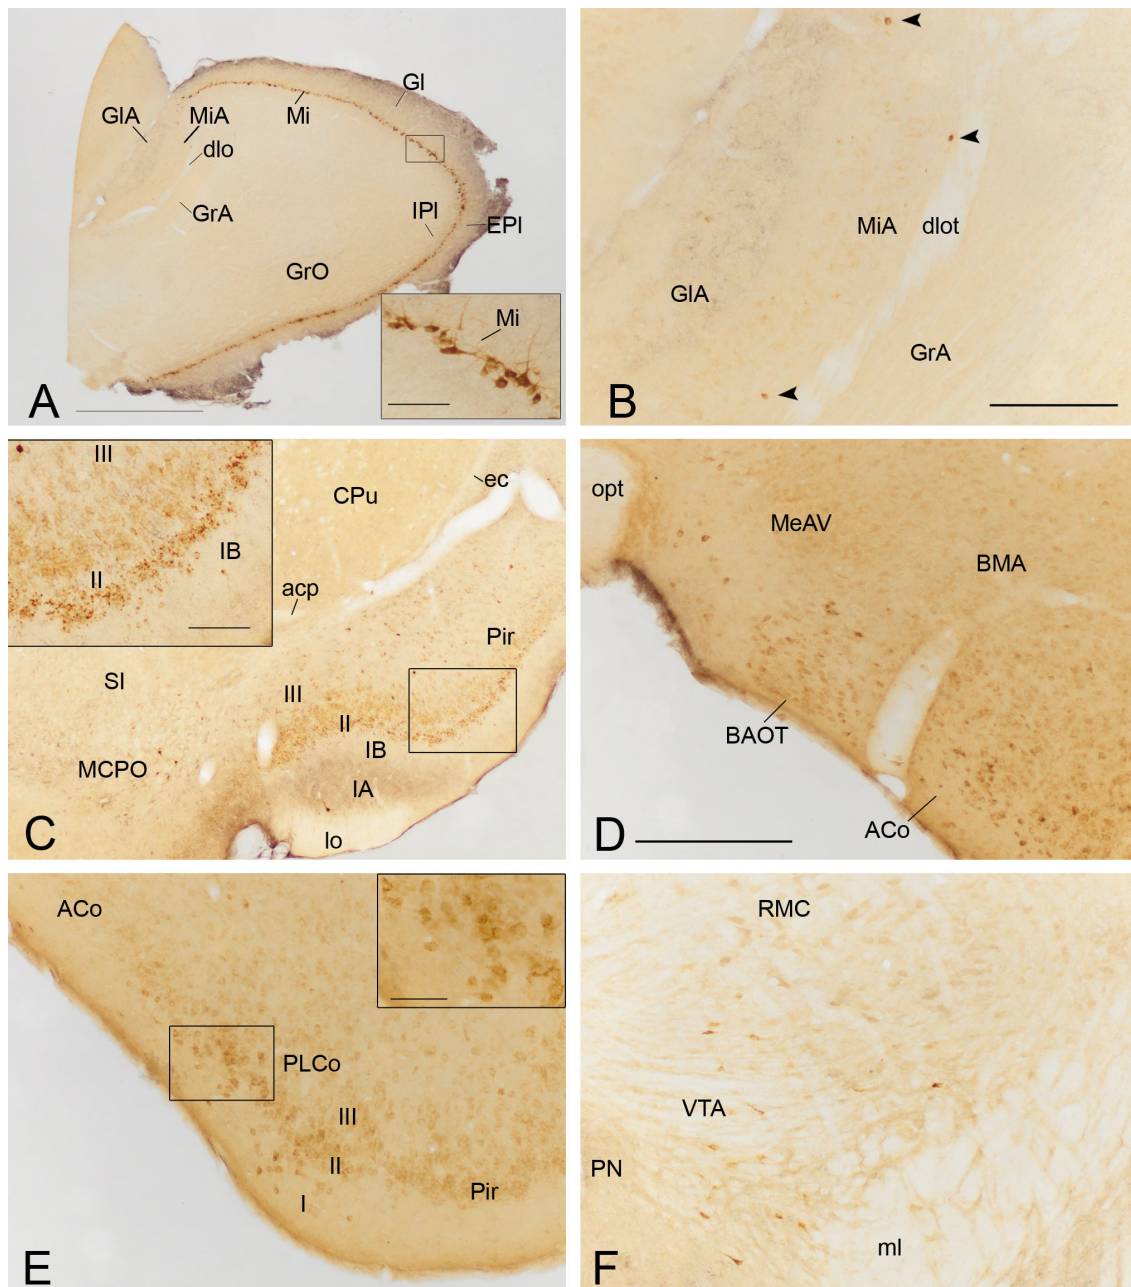 Gl
GlA
MiA
Mi
dlo
GrA
IPl
EPl
GrO
Mi
A
MiA
dlot
GlA
GrA
B
III
IB
II
CPu
ec
acp
Pir
SI
III
II
IB
MCPO
IA
lo
C
opt
MeAV
BMA
BAOT
ACo
D
ACo
PLCo
III
II
Pir
I
E
RMC
VTA
PN
ml
F